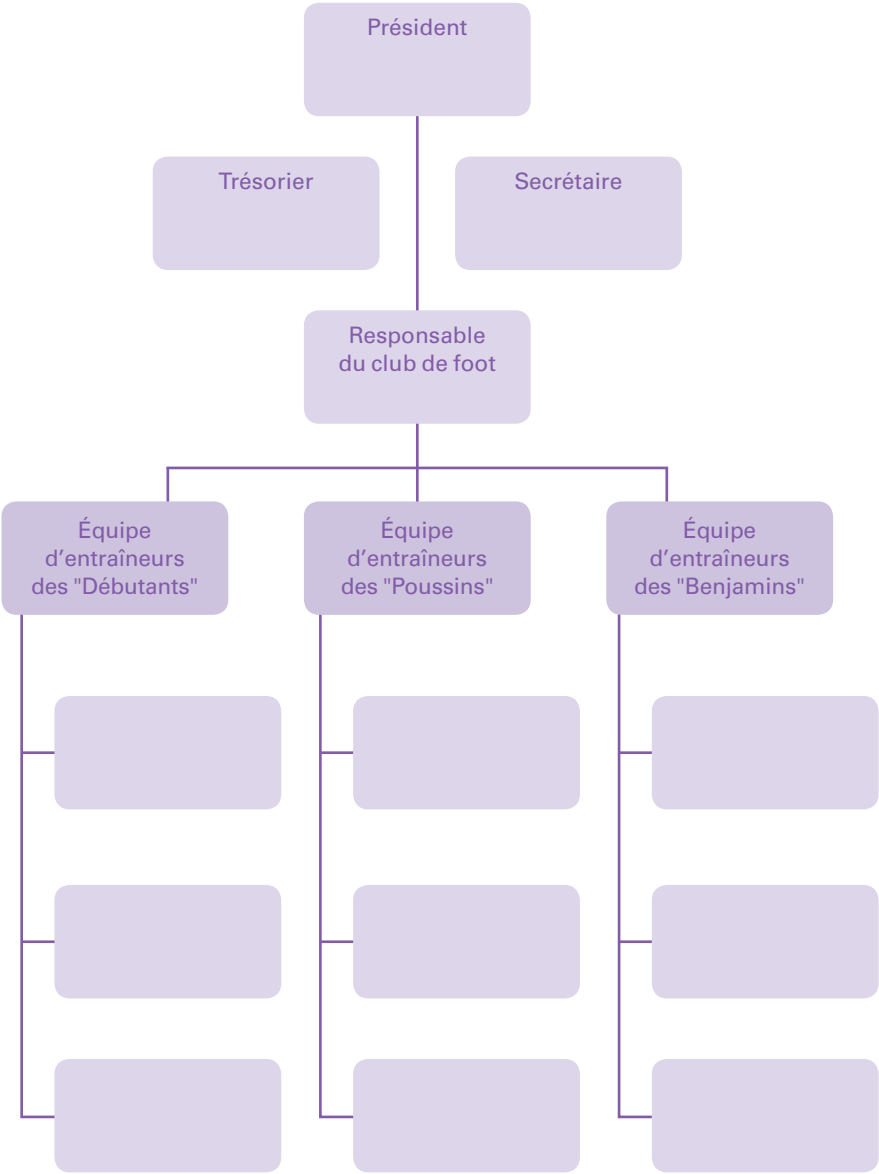 Président
Trésorier
Secrétaire
Responsable
du club de foot
Équipe
d’entraîneurs
des "Débutants"
Équipe
d’entraîneurs
des "Poussins"
Équipe
d’entraîneurs
des "Benjamins"